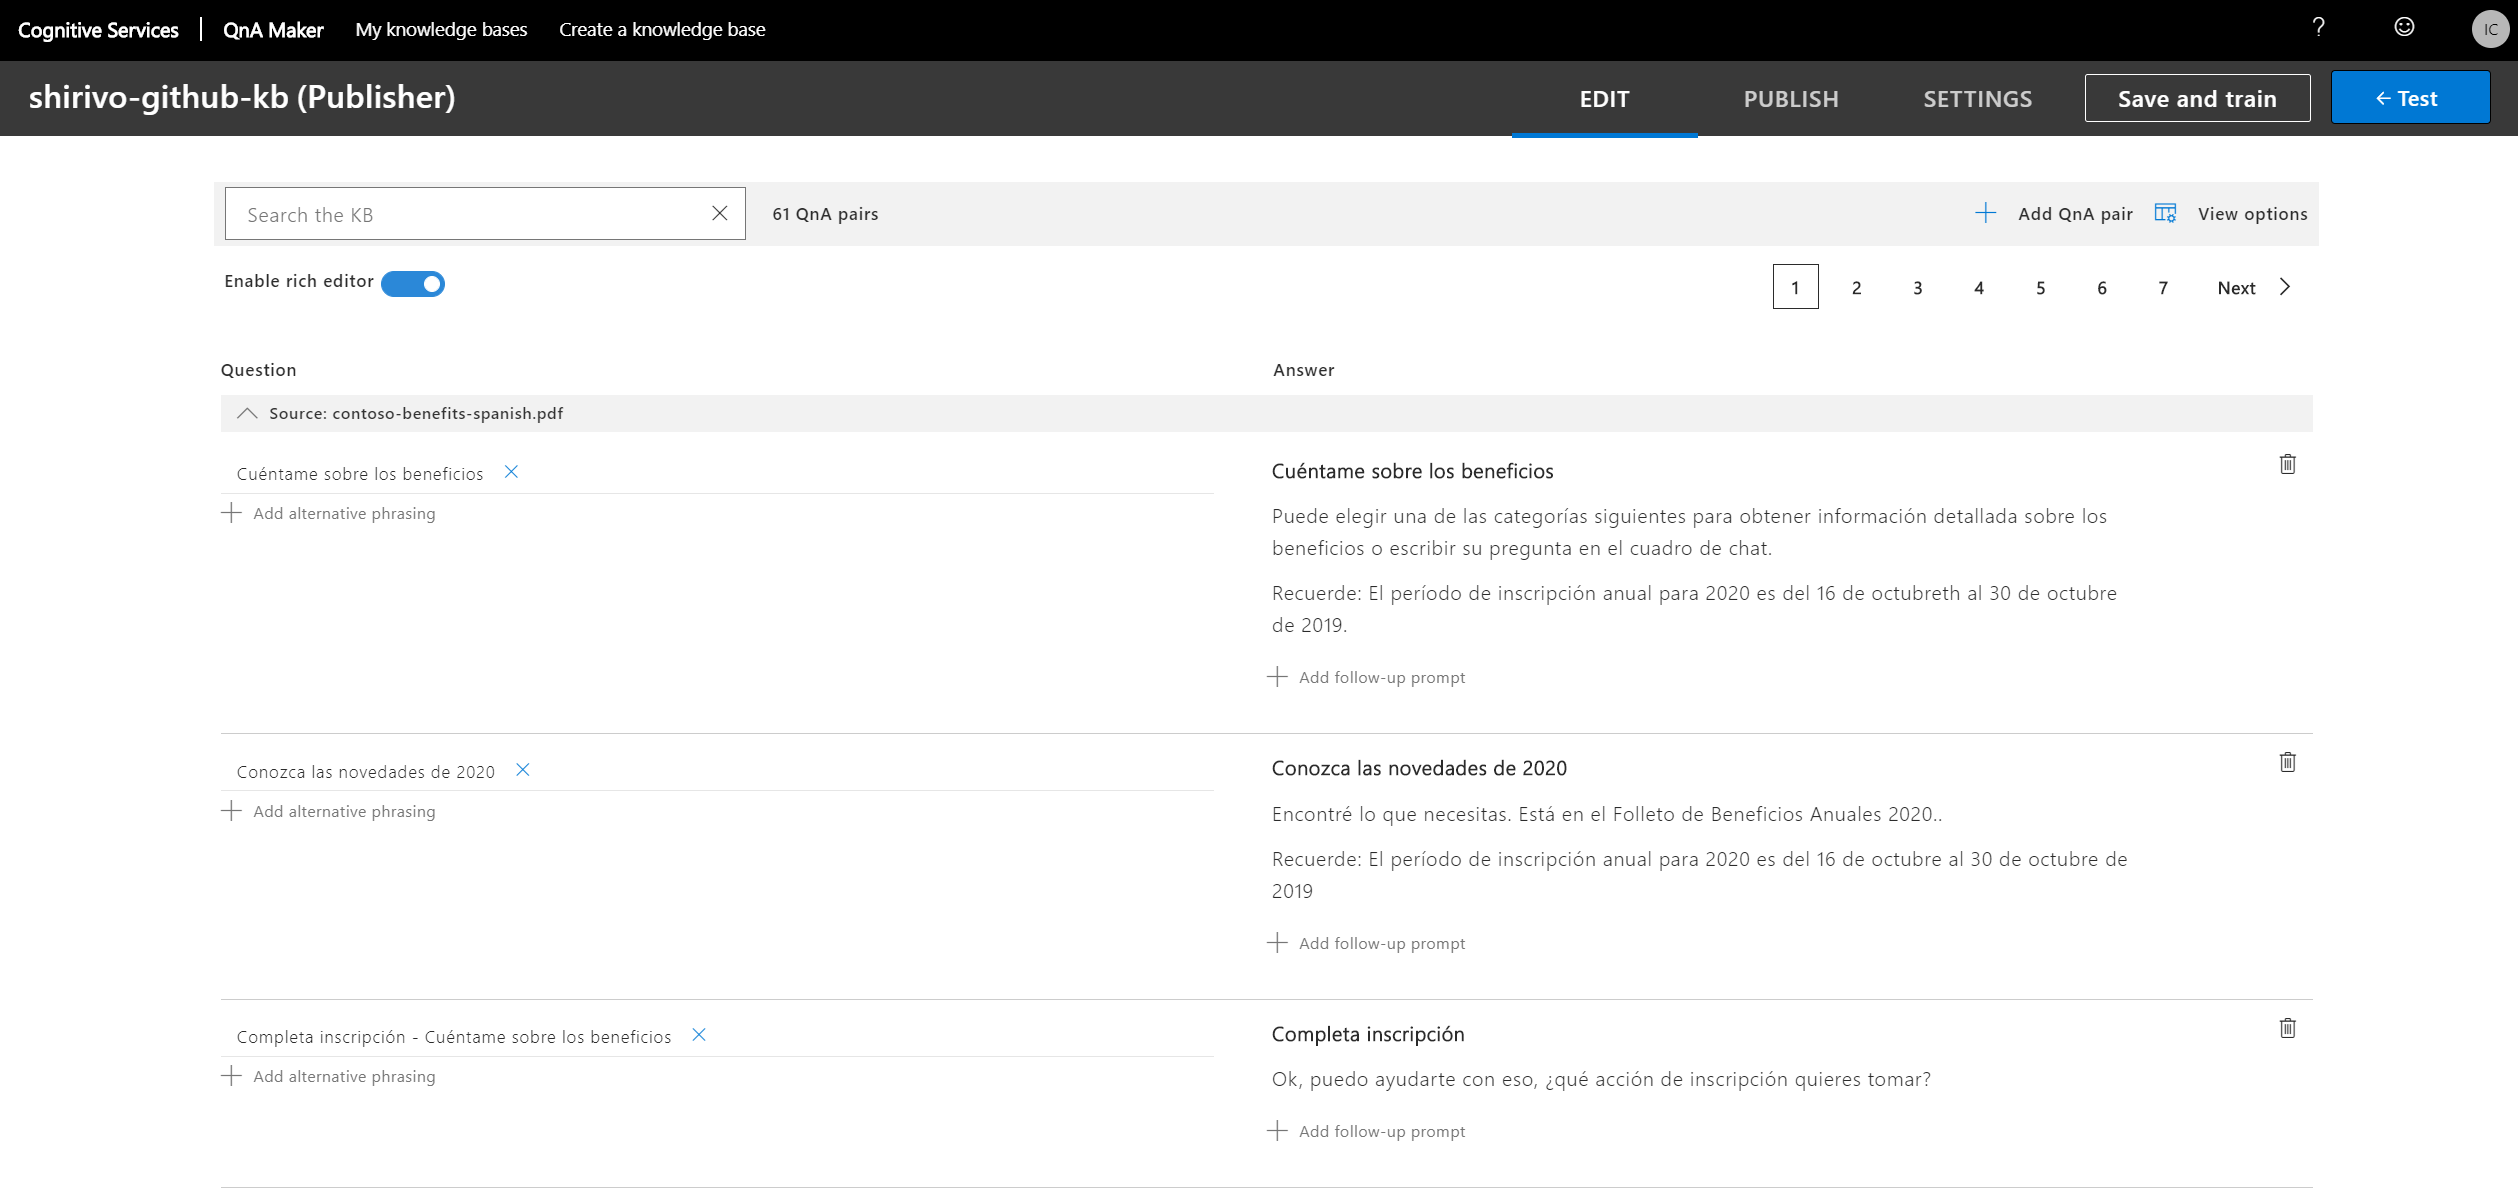 Cognitive Services | QnA Maker My knowledge bases Create a knowledge base ? IC
shirivo-github-kb (Publisher) EDIT PUBLISH SETTINGS Save and train ← Test
Search the KB 61 QnA pairs Add QnA pair View options
Enable rich editor 1 2 3 4 5 6 7 Next
Question Answer
Source: contoso-benefits-spanish.pdf
Cuéntame sobre los beneficios
Add alternative phrasing
Cuéntame sobre los beneficios
Puede elegir una de las categorías siguientes para obtener información detallada sobre los
beneficios o escribir su pregunta en el cuadro de chat.
Recuerde: El período de inscripción anual para 2020 es del 16 de octubreth al 30 de octubre
de 2019.
Add follow-up prompt
Conozca las novedades de 2020
Add alternative phrasing
Conozca las novedades de 2020
Encontré lo que necesitas. Está en el Folleto de Beneficios Anuales 2020..
Recuerde: El período de inscripción anual para 2020 es del 16 de octubre al 30 de octubre de
2019
Add follow-up prompt
Completa inscripción - Cuéntame sobre los beneficios
Add alternative phrasing
Completa inscripción
Ok, puedo ayudarte con eso, ¿qué acción de inscripción quieres tomar?
Add follow-up prompt